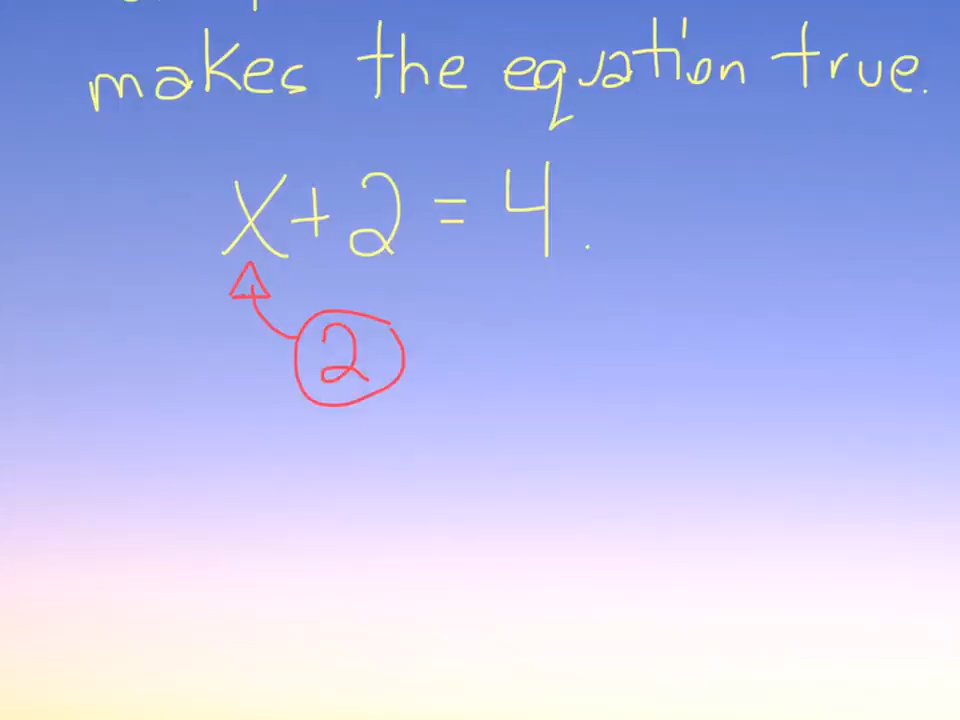 makes the equation true.
x + 2 = 4.
2